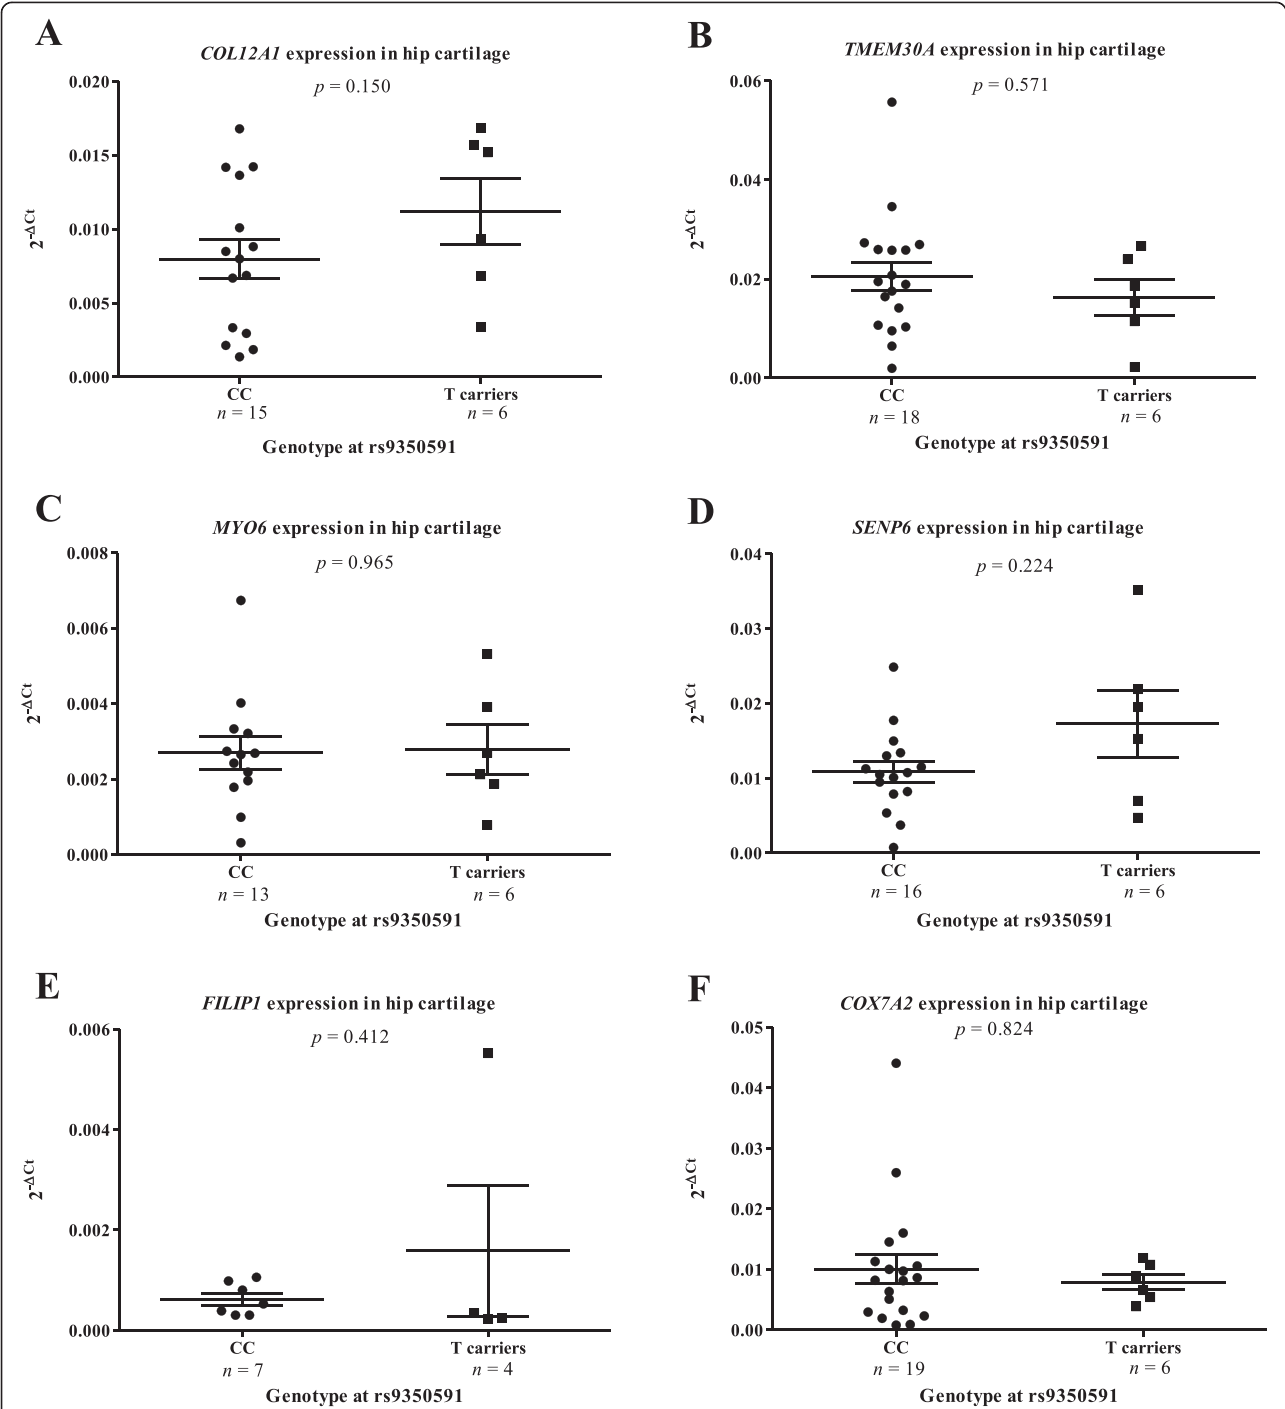 A
COL12A1 expression in hip cartilage
p = 0.150
0.020
0.015
0.010
0.005
0.000
2-ΔCt
CC
T carriers
n = 15
n = 6
Genotype at rs9350591
B
TMEM30A expression in hip cartilage
p = 0.571
0.06
0.04
0.02
0.00
2-ΔCt
CC
T carriers
n = 18
n = 6
Genotype at rs9350591
C
MYO6 expression in hip cartilage
p = 0.965
0.008
0.006
0.004
0.002
0.000
2-ΔCt
CC
T carriers
n = 13
n = 6
Genotype at rs9350591
D
SENP6 expression in hip cartilage
p = 0.224
0.04
0.03
0.02
0.01
0.00
2-ΔCt
CC
T carriers
n = 16
n = 6
Genotype at rs9350591
E
FILIP1 expression in hip cartilage
p = 0.412
0.006
0.004
0.002
0.000
2-ΔCt
CC
T carriers
n = 7
n = 4
Genotype at rs9350591
F
COX7A2 expression in hip cartilage
p = 0.824
0.05
0.04
0.03
0.02
0.01
0.00
2-ΔCt
CC
T carriers
n = 19
n = 6
Genotype at rs9350591